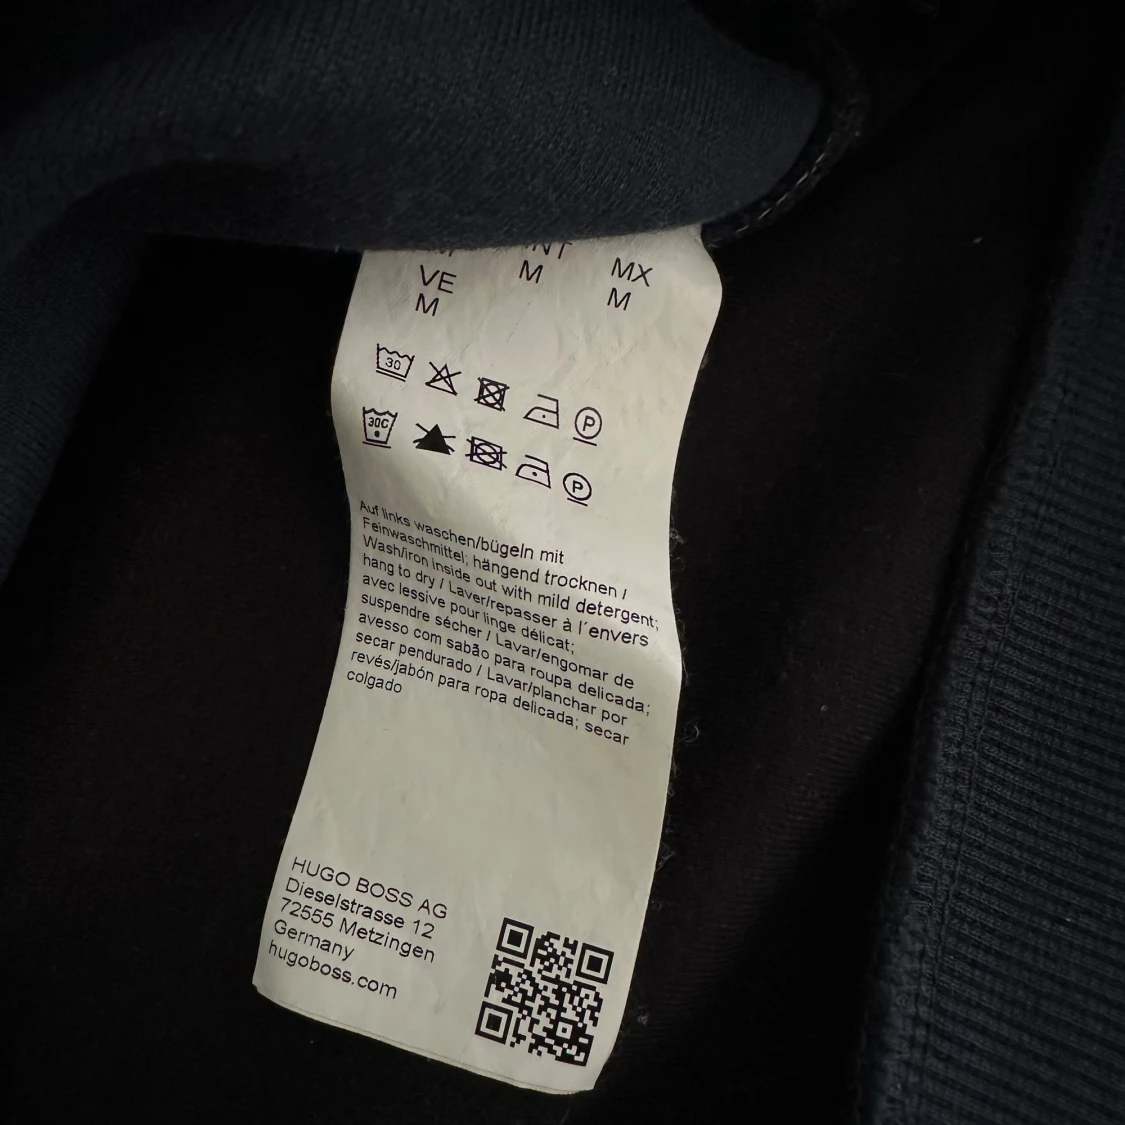 VE M MX
M M
30
P
30C
P
Auf links waschen/bügeln mit
Feinwaschmittel; hängend trocknen /
Wash/iron inside out with mild detergent;
hang to dry / Laver/repasser à l´envers
avec lessive pour linge délicat;
suspendre sécher / Lavar/engomar de
avesso com sabão para roupa delicada;
secar pendurado / Lavar/planchar por
revés/jabón para ropa delicada; secar
colgado
HUGO BOSS AG
Dieselstrasse 12
72555 Metzingen
Germany
hugoboss.com